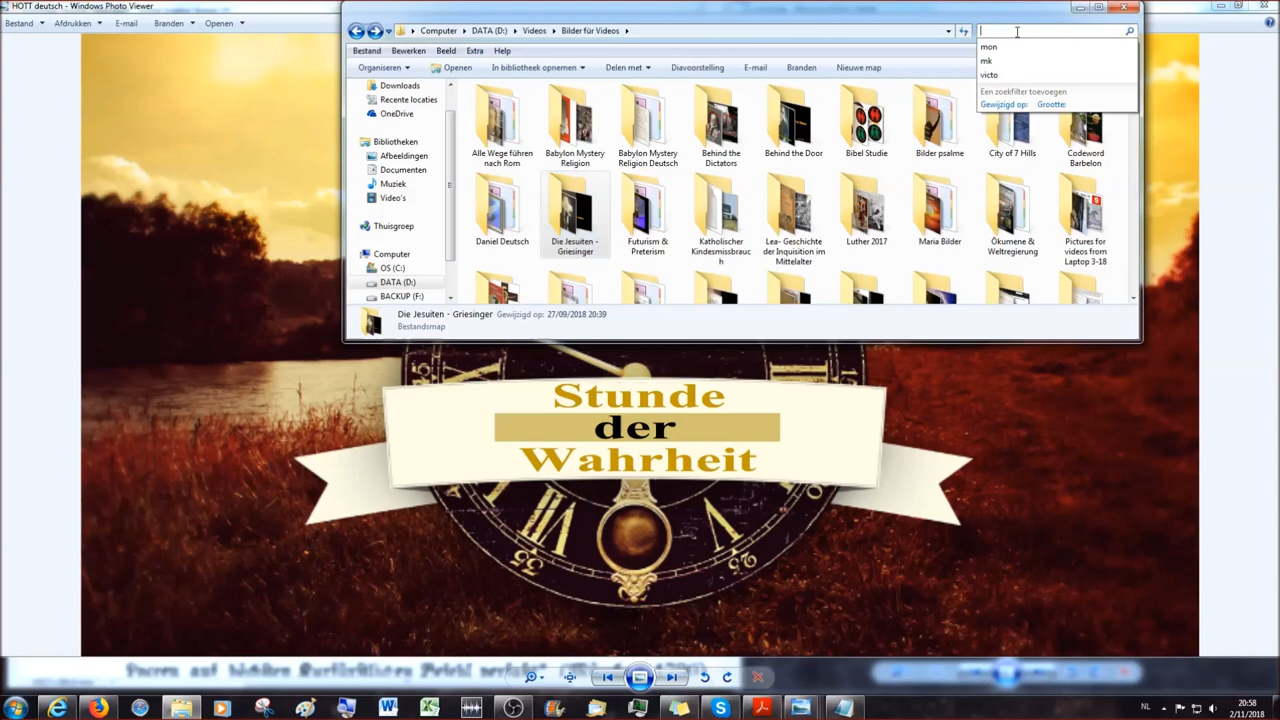 HOTT deutsch - Windows Photo Viewer
Bestand Afdrukken E-mail Branden Openen
Computer DATA (D:) Videos Bilder für Videos
Bestand Bewerken Beeld Extra Help
Organiseren Openen In bibliotheek opnemen Delen met Diavoorstelling E-mail Branden Nieuwe map
mon
mk
victo
Een zoekfilter toevoegen
Gewijzigd op: Grootte:
Downloads
Recente locaties
OneDrive
Bibliotheken
Afbeeldingen
Documenten
Muziek
Video's
Thuisgroep
Computer
OS (C:)
DATA (D:)
BACKUP (F:)
Alle Wege führen
nach Rom
Babylon Mystery
Religion
Babylon Mystery
Religion Deutsch
Behind the
Dictators
Behind the Door
Bibel Studie
Bilder psalme
City of 7 Hills
Codeword
Barbelon
Daniel Deutsch
Die Jesuiten -
Griesinger
Futurism &
Preterism
Katholischer
Kindesmissbrauc
h
Lea- Geschichte
der Inquisition im
Mittelalter
Luther 2017
Maria Bilder
Ökumene &
Weltregierung
Pictures for
videos from
Laptop 3-18
Die Jesuiten - Griesinger Gewijzigd op: 27/09/2018 20:39
Bestandsmap
Stunde
der
Wahrheit
NL
20:58
2/11/2018